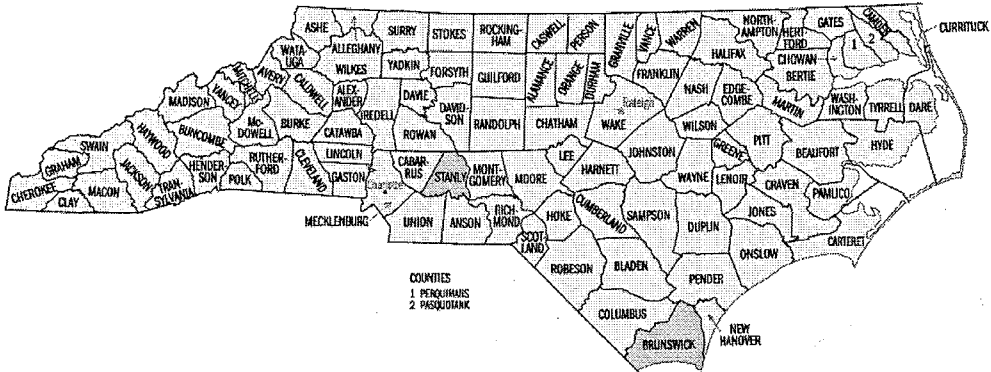 ASHE
ALLEGHANY
SURRY
STOKES
ROCKING-
HAM
CASWELL
PERSON
GRANVILLE
VANCE
WARREN
NORTH-
AMPTON
HERT-
FORD
GATES
CAMDEN
CURRITUCK
WATA-
UGA
WILKES
YADKIN
FORSYTH
GUILFORD
ALAMANCE
ORANGE
DURHAM
FRANKLIN
HALIFAX
CHOWAN
BERTIE
1
2
MITCHELL
AVERY
CALDWELL
ALEX-
ANDER
IREDELL
DAVIE
DAVID-
SON
RANDOLPH
CHATHAM
Raleigh
WAKE
NASH
EDGE-
COMBE
MARTIN
WASH-
INGTON
TYRRELL
DARE
MADISON
YANCEY
McDOWELL
BURKE
CATAWBA
ROWAN
JOHNSTON
WILSON
PITT
BEAUFORT
HYDE
SWAIN
HAYWOOD
BUNCOMBE
RUTHER-
FORD
CLEVELAND
LINCOLN
CABAR-
RUS
STANLY
MONT-
GOMERY
MOORE
LEE
HARNETT
WAYNE
GREENE
LENOIR
CRAVEN
PAMLICO
GRAHAM
CHEROKEE
CLAY
MACON
JACKSON
TRAN-
SYLVANIA
HENDER
SON
POLK
GASTON
Charlotte
MECKLENBURG
UNION
ANSON
RICH-
MOND
SCOT-
LAND
HOKE
CUMBERLAND
SAMPSON
DUPLIN
JONES
ONSLOW
CARTERET
ROBESON
BLADEN
PENDER
COLUMBUS
BRUNSWICK
NEW
HANOVER
COUNTIES
1 PERQUIMANS
2 PASQUOTANK